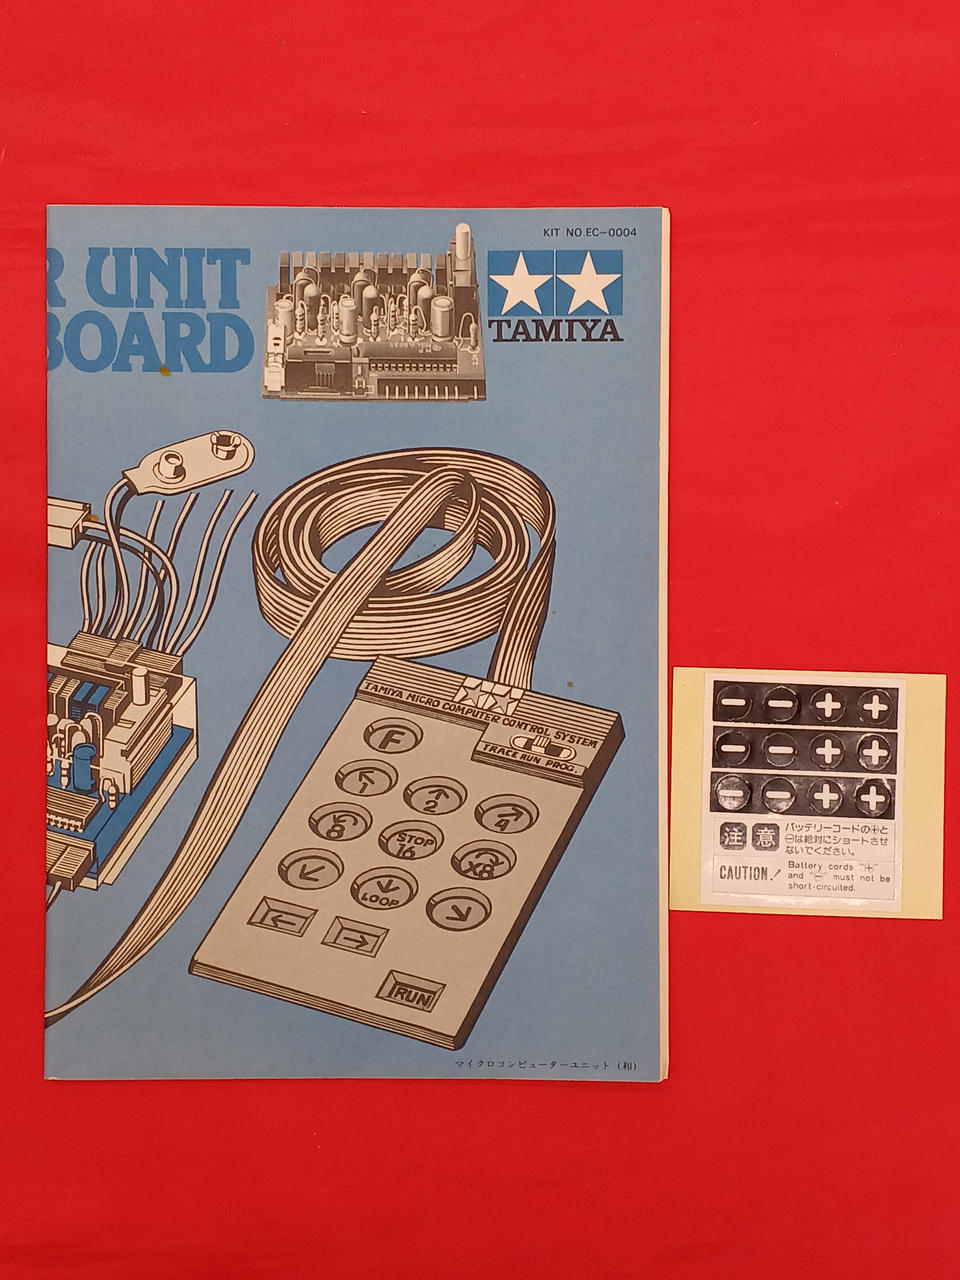 KIT NO.EC-0004
R UNIT
BOARD
TAMIYA
TAMIYA MICRO COMPUTER CONTROL SYSTEM
TRACE RUN PROG.
F
1
2
4
8
STOP
16
X8
LOOP
RUN
マイクロコンピューターユニット (和)
注意
バッテリーコードの⊕と
⊖は絶対にショートさせ
ないでください。
CAUTION!
Battery cords "⊕"
and "⊖" must not be
short-circuited.